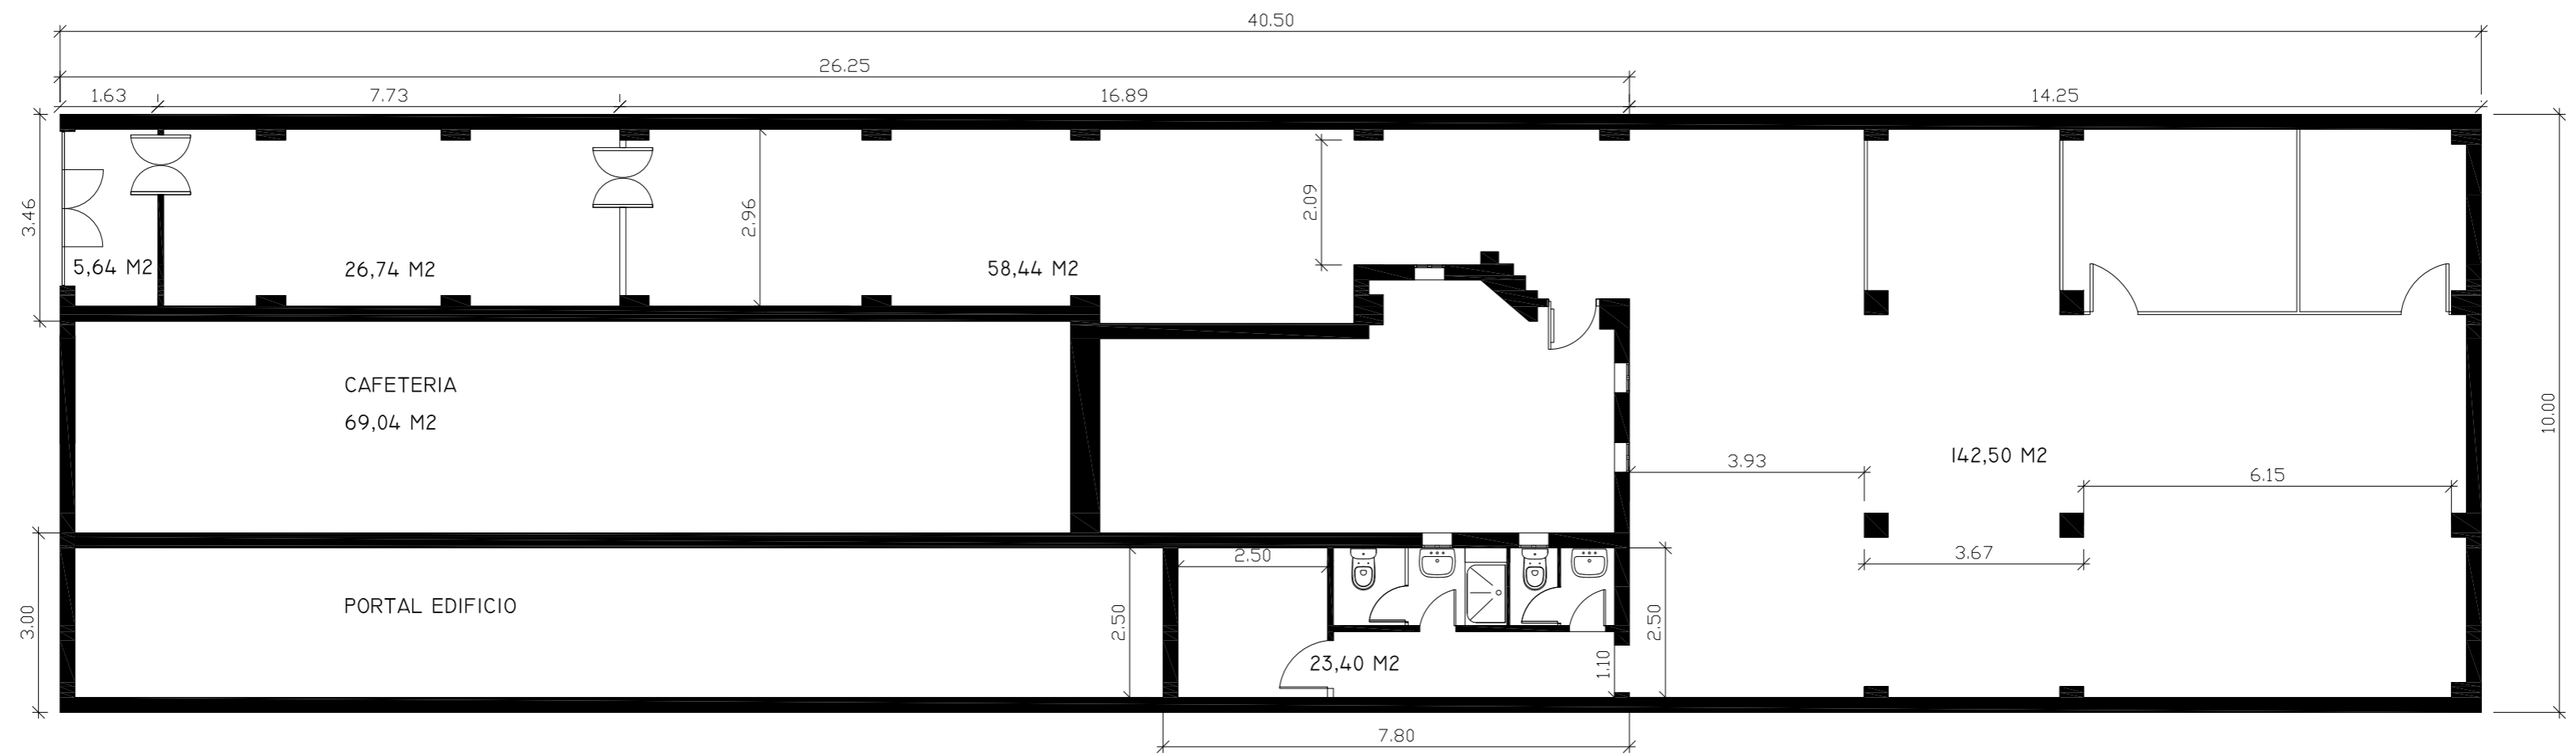 40.50
26.25
1.63
7.73
16.89
14.25
3.46
2.96
2.09
5,64 M2
26,74 M2
58,44 M2
CAFETERIA
69,04 M2
10.00
142,50 M2
3.93
6.15
3.67
2.50
PORTAL EDIFICIO
3.00
2.50
2.50
1.10
23,40 M2
7.80